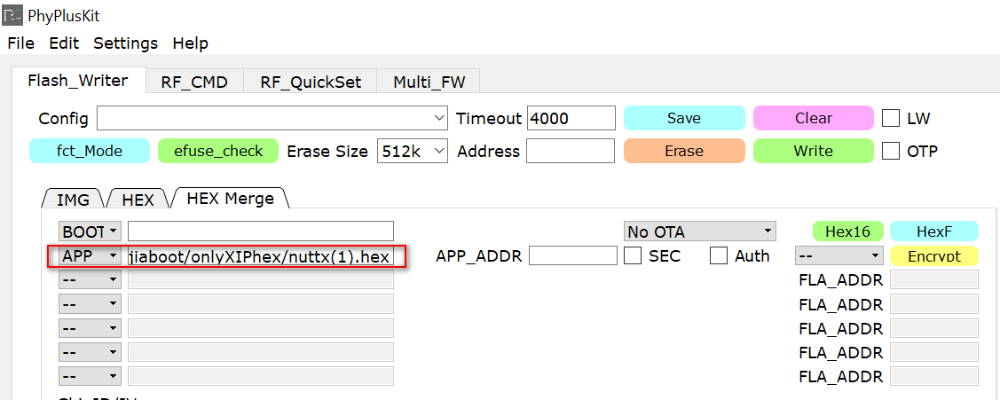 PhyPlusKit
File Edit Settings Help
Flash_Writer RF_CMD RF_QuickSet Multi_FW
Config Timeout 4000 Save Clear LW
fct_Mode efuse_check Erase Size 512k Address Erase Write OTP
IMG HEX HEX Merge
BOOT No OTA Hex16 HexF
APP jiaboot/onlyXIPhex/nuttx(1).hex APP_ADDR SEC Auth -- Encrypt
-- FLA_ADDR
-- FLA_ADDR
-- FLA_ADDR
-- FLA_ADDR
-- FLA_ADDR